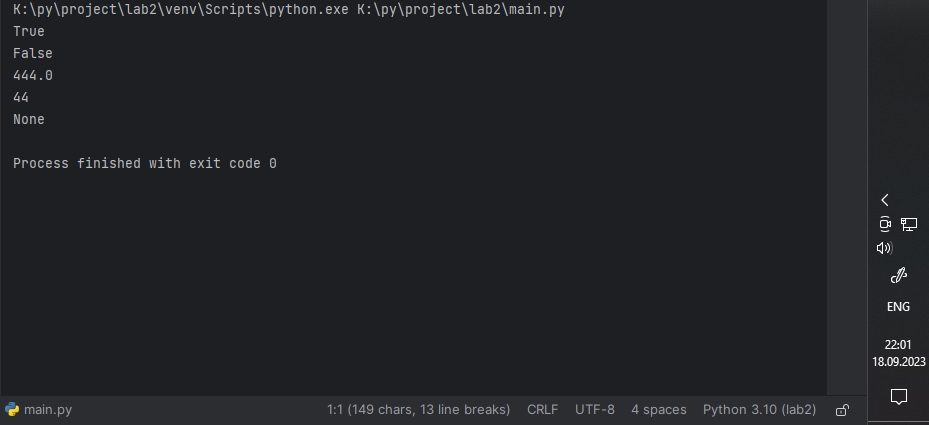 K:\py\project\lab2\venv\Scripts\python.exe K:\py\project\lab2\main.py
True
False
444.0
44
None
Process finished with exit code 0
ENG
22:01
18.09.2023
main.py 1:1 (149 chars, 13 line breaks) CRLF UTF-8 4 spaces Python 3.10 (lab2)